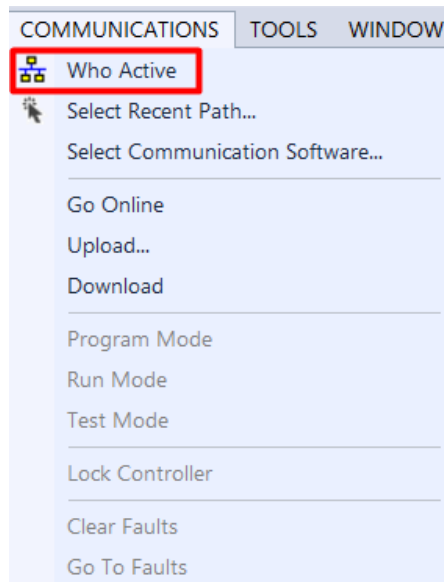 COMMUNICATIONS TOOLS WINDOW
Who Active
Select Recent Path...
Select Communication Software...
Go Online
Upload...
Download
Program Mode
Run Mode
Test Mode
Lock Controller
Clear Faults
Go To Faults